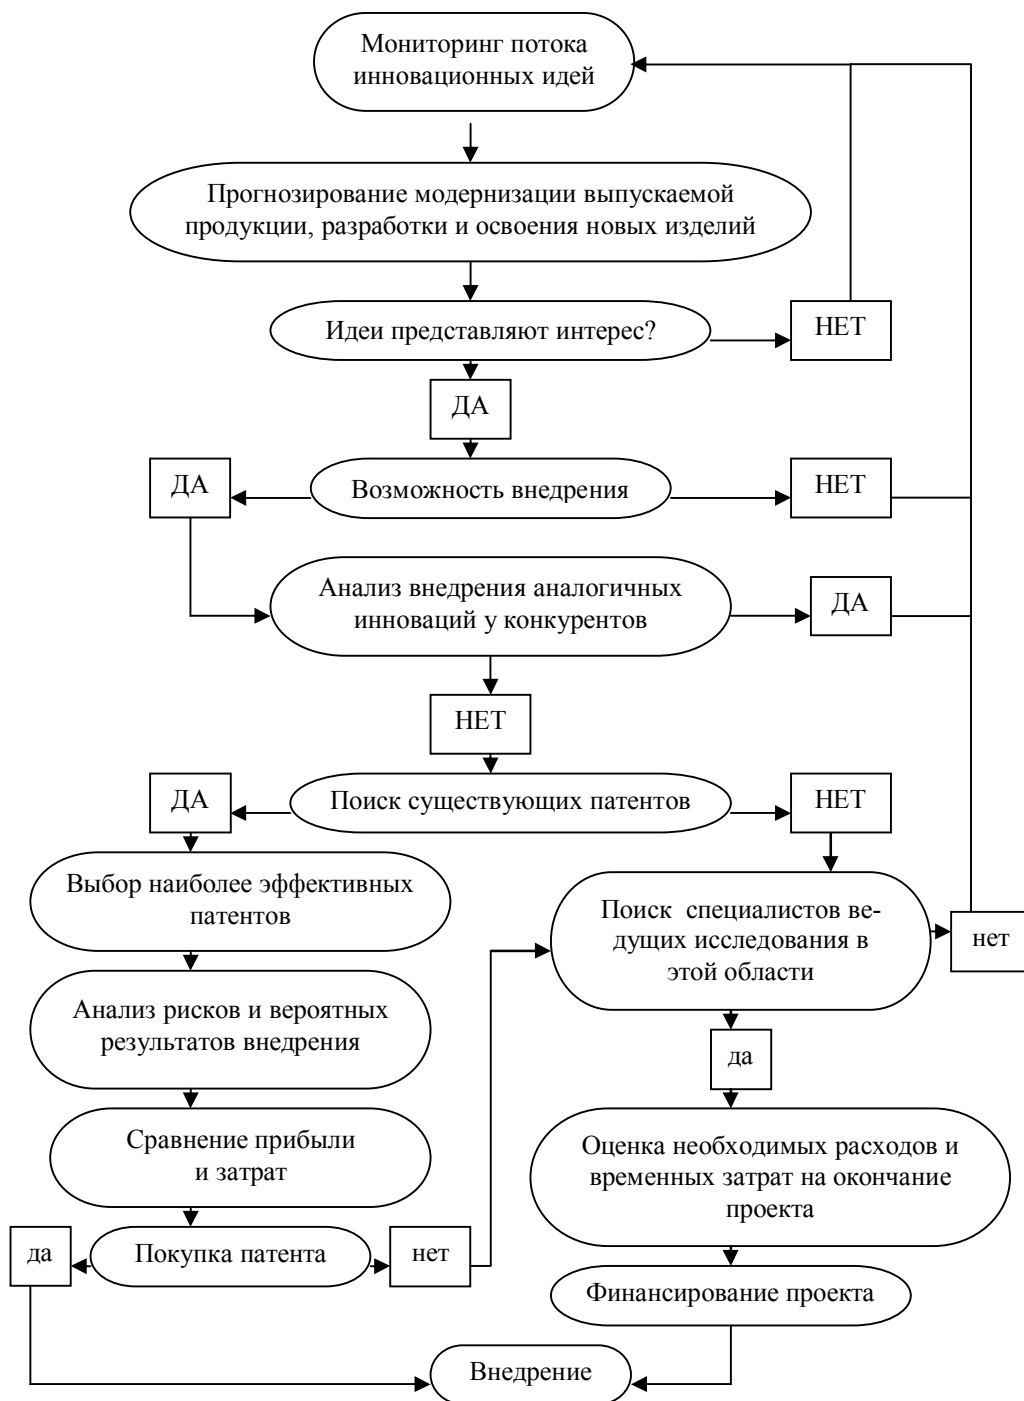 Мониторинг потока
инновационных идей
Прогнозирование модернизации выпускаемой
продукции, разработки и освоения новых изделий
Идеи представляют интерес?
НЕТ
ДА
ДА
Возможность внедрения
НЕТ
Анализ внедрения аналогичных
инноваций у конкурентов
ДА
НЕТ
ДА
Поиск существующих патентов
НЕТ
Выбор наиболее эффективных
патентов
Поиск специалистов ве-
дущих исследования в
этой области
нет
Анализ рисков и вероятных
результатов внедрения
да
Сравнение прибыли
и затрат
Оценка необходимых расходов и
временных затрат на окончание
проекта
да
Покупка патента
нет
Финансирование проекта
Внедрение